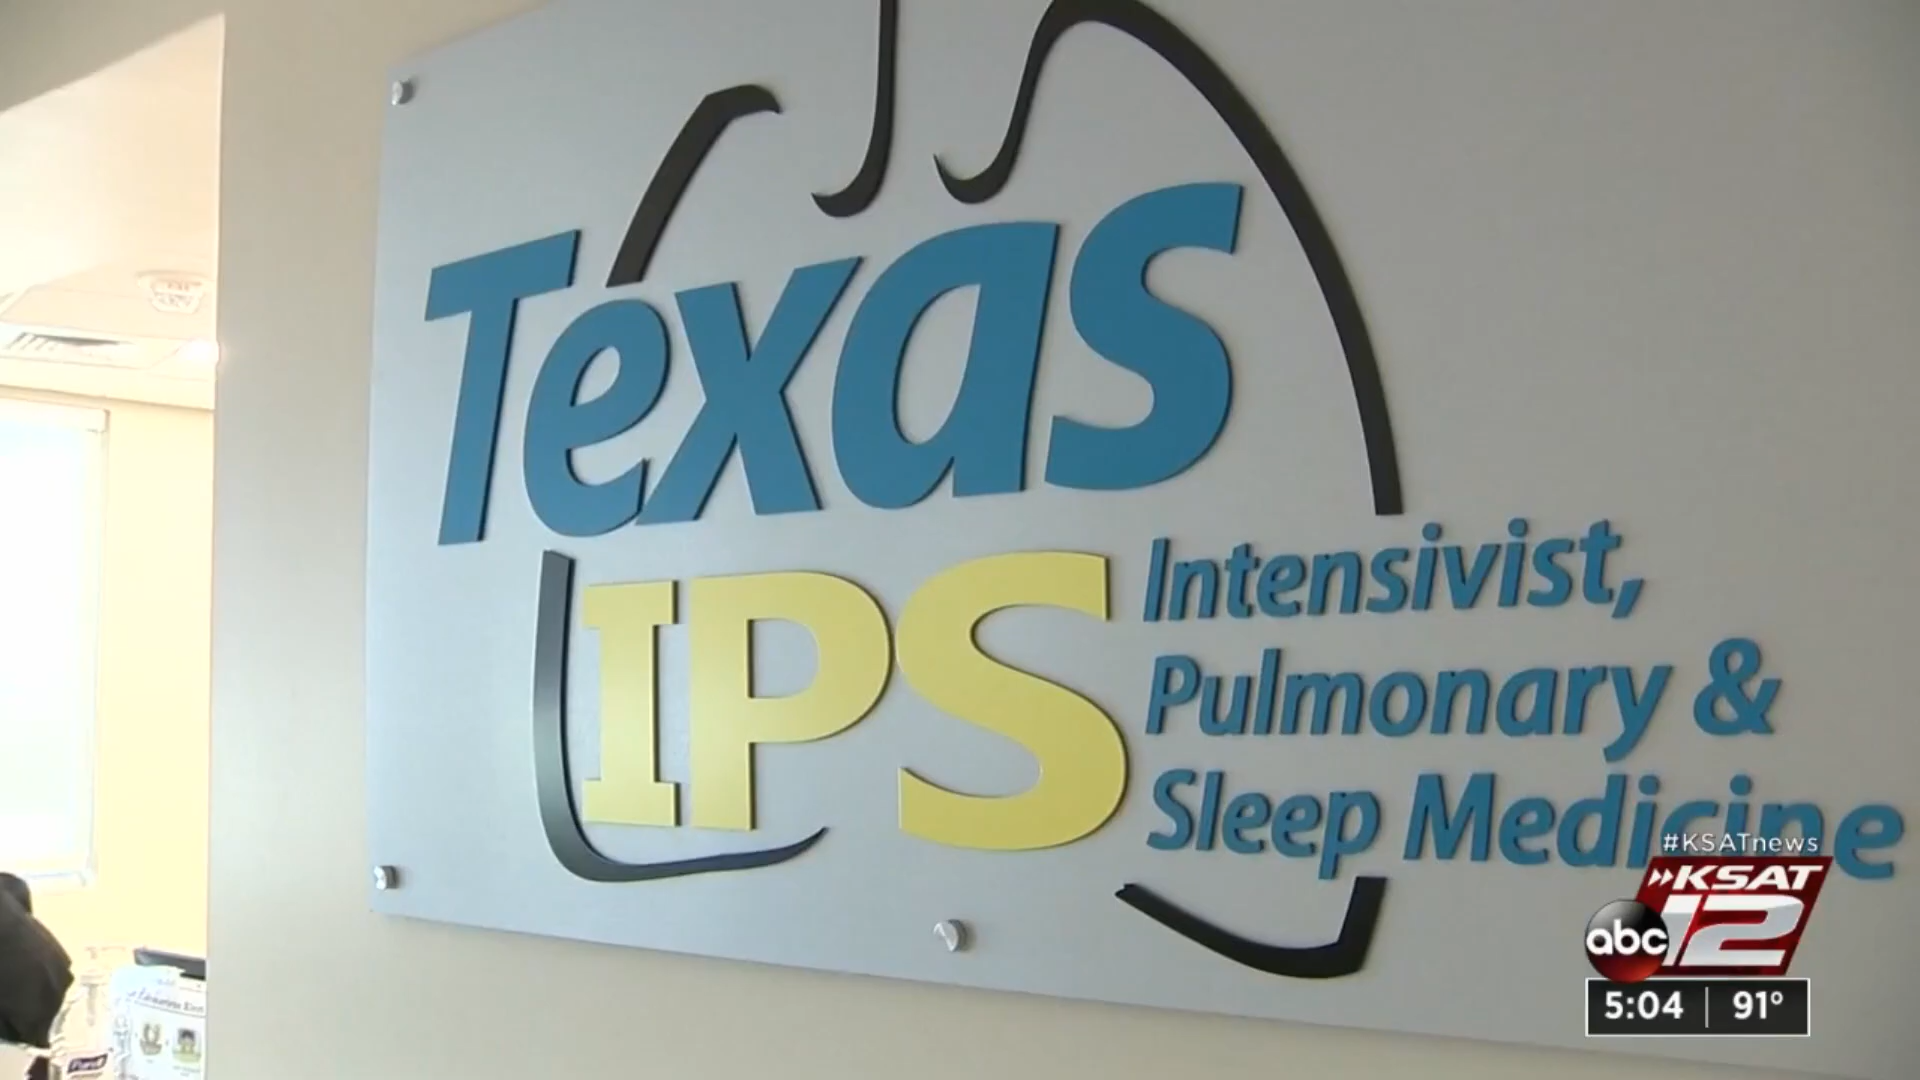 Texas
IPS
Intensivist,
Pulmonary &
Sleep Medicine
#KSATnews
KSAT
abc 12
5:04 | 91°